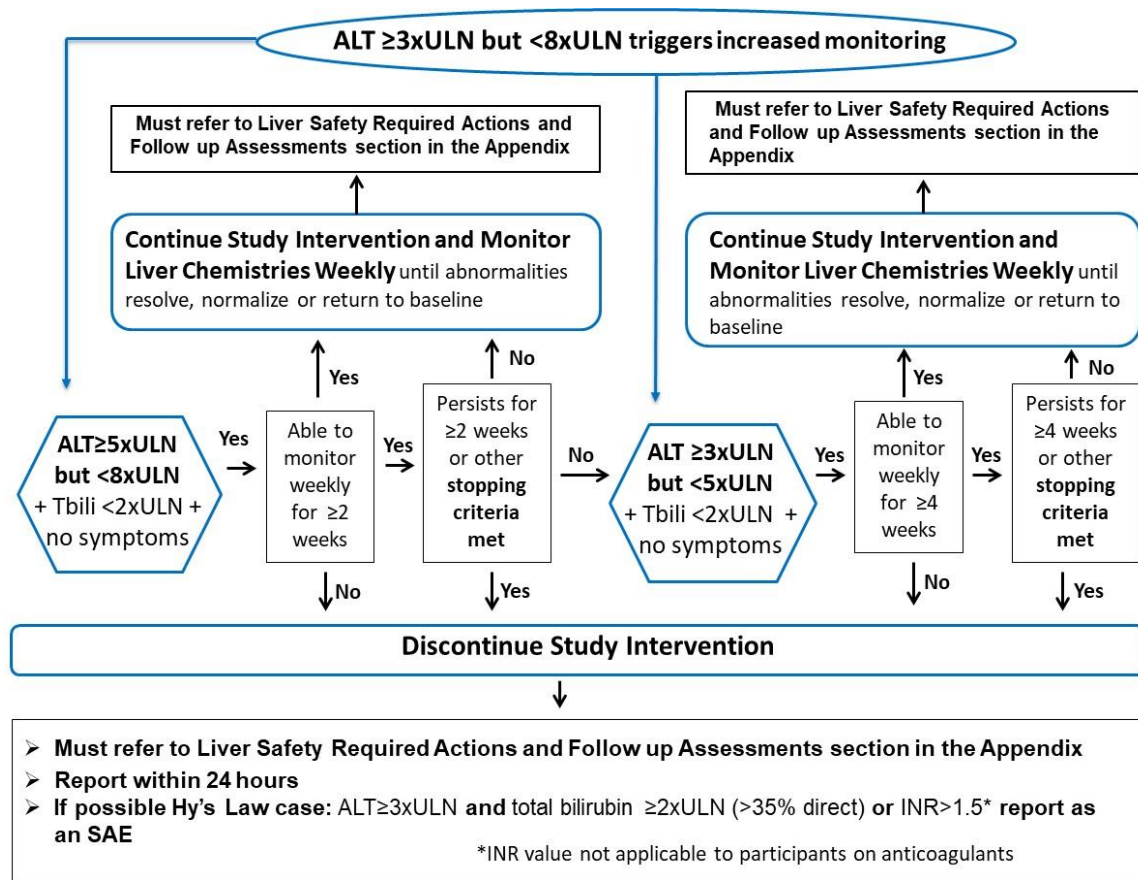 ALT ≥3xULN but <8xULN triggers increased monitoring
Must refer to Liver Safety Required Actions and
Follow up Assessments section in the Appendix
Must refer to Liver Safety Required Actions
and Follow up Assessments section in the
Appendix
Continue Study Intervention and Monitor
Liver Chemistries Weekly until abnormalities
resolve, normalize or return to baseline
Continue Study Intervention and
Monitor Liver Chemistries Weekly until
abnormalities resolve, normalize or return to
baseline
Yes
No
Yes
No
ALT≥5xULN
but <8xULN
+ Tbili <2xULN +
no symptoms
Yes
Able to
monitor
weekly
for ≥2
weeks
Yes
Persists for
≥2 weeks
or other
stopping
criteria
met
No
ALT ≥3xULN
but <5xULN
+ Tbili <2xULN +
no symptoms
Yes
Able to
monitor
weekly
for ≥4
weeks
Yes
Persists for
≥4 weeks
or other
stopping
criteria
met
No
Yes
No
Yes
Discontinue Study Intervention
➢ Must refer to Liver Safety Required Actions and Follow up Assessments section in the Appendix
➢ Report within 24 hours
➢ If possible Hy's Law case: ALT≥3xULN and total bilirubin ≥2xULN (>35% direct) or INR>1.5* report as
an SAE
*INR value not applicable to participants on anticoagulants